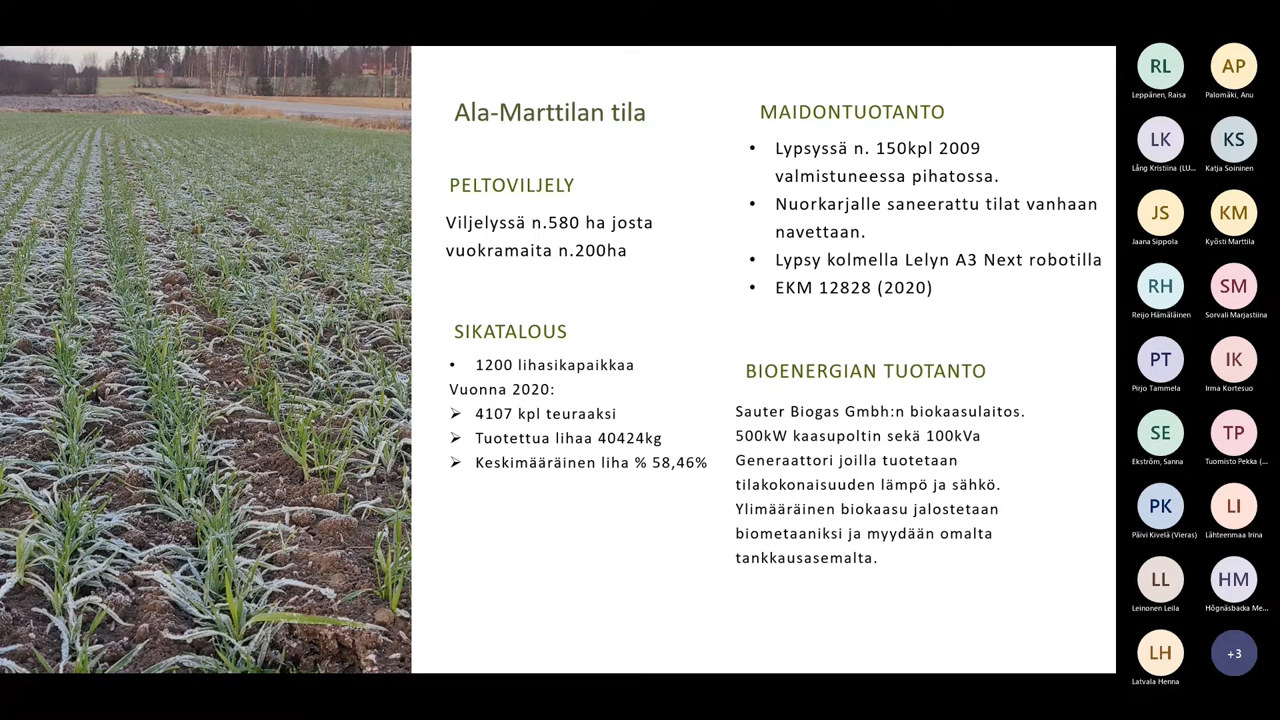 Ala-Marttilan tila
PELTOVILJELY
Viljelyssä n.580 ha josta
vuokramaita n.200ha
SIKATALOUS
• 1200 lihasikapaikkaa
Vuonna 2020:
➢ 4107 kpl teuraaksi
➢ Tuotettua lihaa 40424kg
➢ Keskimääräinen liha % 58,46%
MAIDONTUOTANTO
• Lypsyssä n. 150kpl 2009
valmistuneessa pihatossa.
• Nuorkarjalle saneerattu tilat vanhaan
navettaan.
• Lypsy kolmella Lelyn A3 Next robotilla
• EKM 12828 (2020)
BIOENERGIAN TUOTANTO
Sauter Biogas Gmbh:n biokaasulaitos.
500kW kaasupoltin sekä 100kVa
Generaattori joilla tuotetaan
tilakokonaisuuden lämpö ja sähkö.
Ylimääräinen biokaasu jalostetaan
biometaaniksi ja myydään omalta
tankkausasemalta.
RL AP
Leppänen, Raisa Palomäki, Anu
LK KS
Lång Kristiina (LU... Katja Soininen
JS KM
Jaana Sippola Kyösti Marttila
RH SM
Reijo Hämäläinen Sorvali Marjastiina
PT IK
Pirjo Tammela Irma Kortesuo
SE TP
Ekström, Sanna Tuomisto Pekka (...
PK LI
Päivi Kivelä (Vieras) Lähteenmaa Irina
LL HM
Leinonen Leila Högnäsbacka Me...
LH +3
Latvala Henna